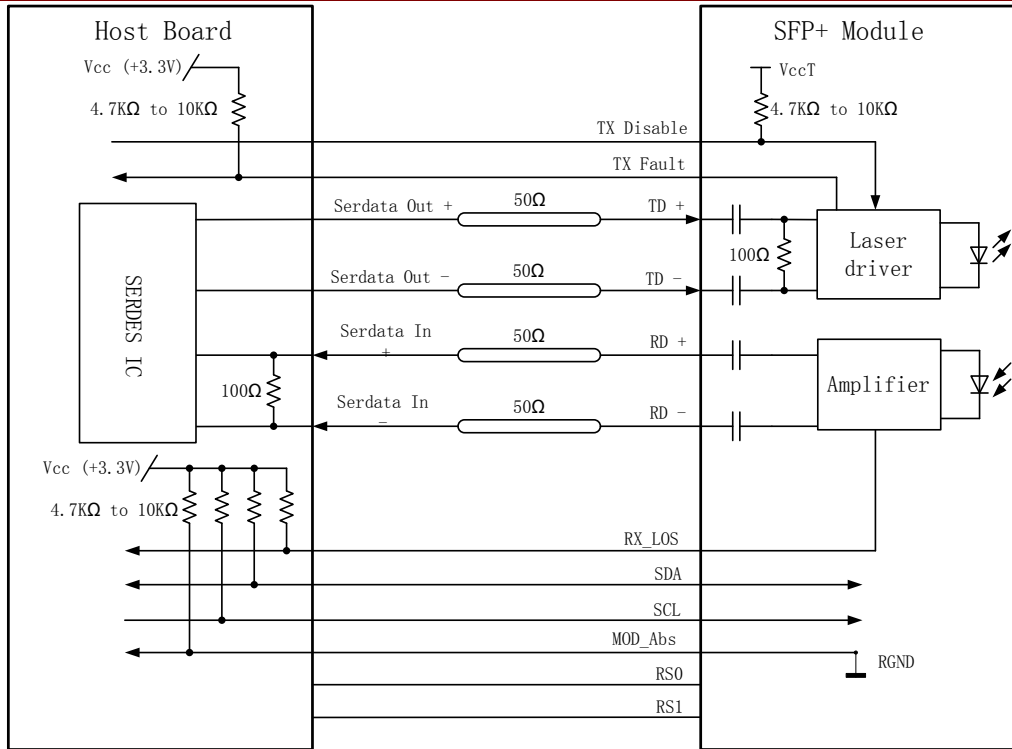 Host Board
SFP+ Module
Vcc (+3.3V)
VccT
4.7KΩ to 10KΩ
4.7KΩ to 10KΩ
TX Disable
TX Fault
Serdata Out +
50Ω
TD +
100Ω
Laser
driver
Serdata Out -
50Ω
TD -
SERDES IC
Serdata In
+
50Ω
RD +
100Ω
Amplifier
Serdata In
-
50Ω
RD -
Vcc (+3.3V)
4.7KΩ to 10KΩ
RX_LOS
SDA
SCL
MOD_Abs
RGND
RS0
RS1